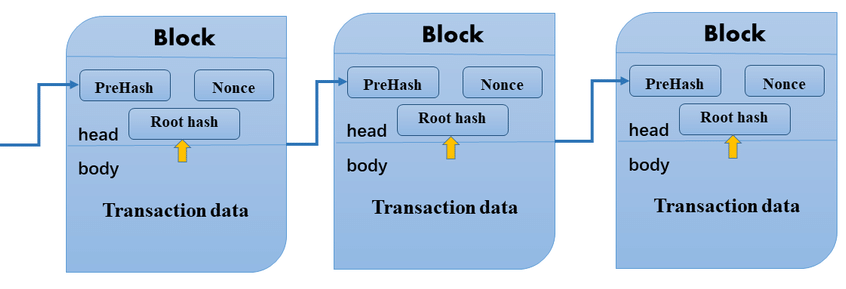 Block
PreHash
Nonce
Root hash
head
body
Transaction data
Block
PreHash
Nonce
Root hash
head
body
Transaction data
Block
PreHash
Nonce
Root hash
head
body
Transaction data